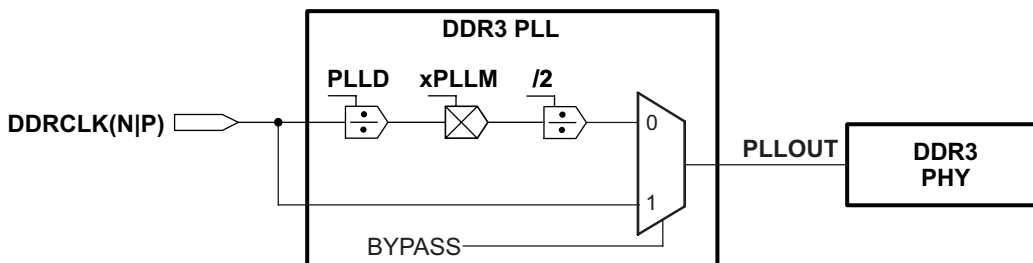 DDR3 PLL
PLLD
xPLLM
/2
DDRCLK(N|P)
0
PLLOUT
DDR3
PHY
1
BYPASS